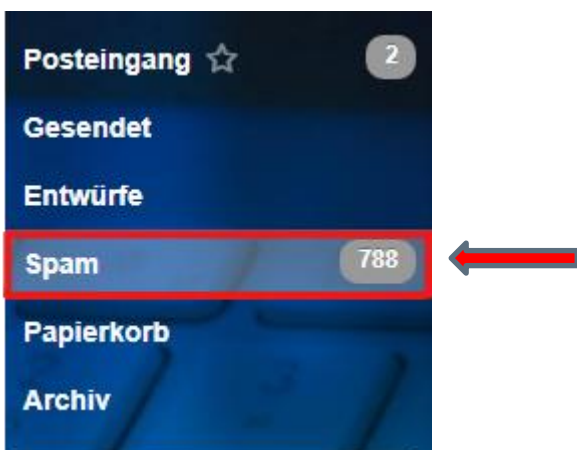 Posteingang 2
Gesendet
Entwürfe
Spam 788
Papierkorb
Archiv